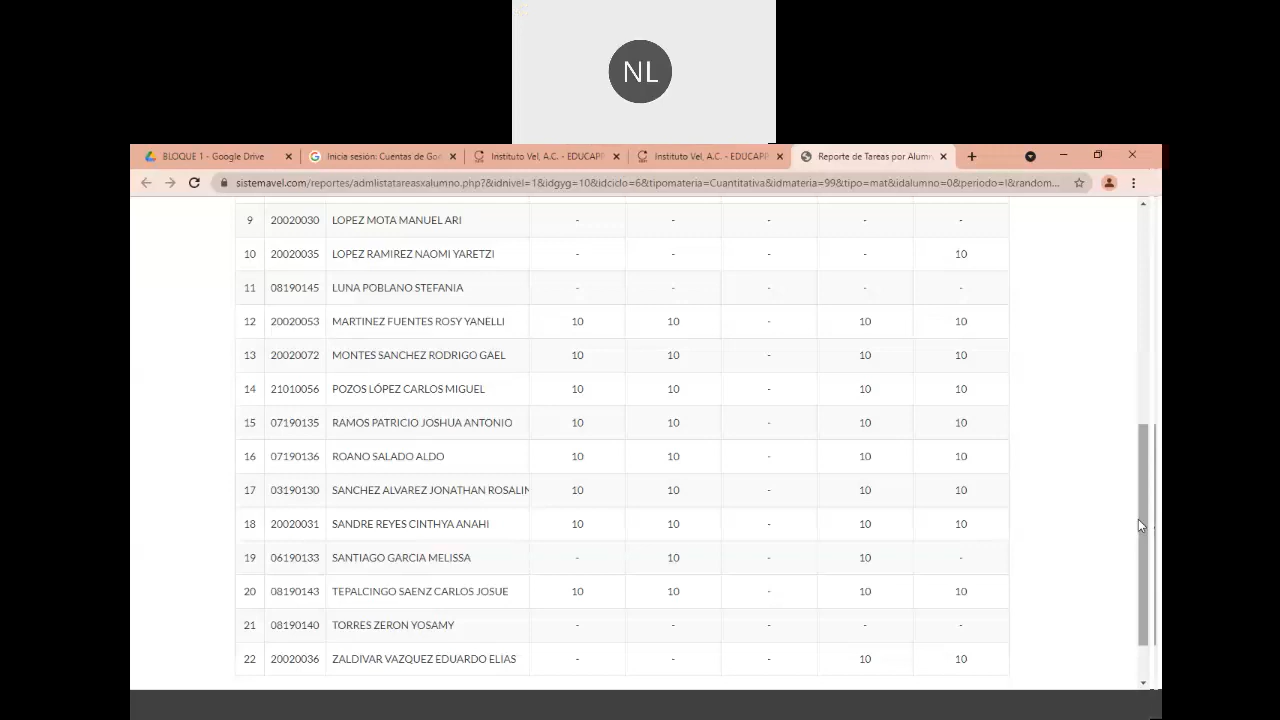 NL
BLOQUE 1 - Google Drive
Inicia sesión: Cuentas de Goo
Instituto Vel, A.C. - EDUCAPP
Instituto Vel, A.C. - EDUCAPP
Reporte de Tareas por Alumn
sistemavel.com/reportes/admlistatareasxalumno.php?&idnivel=1&idgyg=10&idciclo=6&tipomateria=Cuantitativa&idmateria=99&tipo=mat&idalumno=0&periodo=I&random...
9 20020030 LOPEZ MOTA MANUEL ARI - - - - -
10 20020035 LOPEZ RAMIREZ NAOMI YARETZI - - - - 10
11 08190145 LUNA POBLANO STEFANIA - - - - -
12 20020053 MARTINEZ FUENTES ROSY YANELLI 10 10 - 10 10
13 20020072 MONTES SANCHEZ RODRIGO GAEL 10 10 - 10 10
14 21010056 POZOS LÓPEZ CARLOS MIGUEL 10 10 - 10 10
15 07190135 RAMOS PATRICIO JOSHUA ANTONIO 10 10 - 10 10
16 07190136 ROANO SALADO ALDO 10 10 - 10 10
17 03190130 SANCHEZ ALVAREZ JONATHAN ROSALIN 10 10 - 10 10
18 20020031 SANDRE REYES CINTHYA ANAHI 10 10 - 10 10
19 06190133 SANTIAGO GARCIA MELISSA - 10 - 10 -
20 08190143 TEPALCINGO SAENZ CARLOS JOSUE 10 10 - 10 10
21 08190140 TORRES ZERON YOSAMY - - - - -
22 20020036 ZALDIVAR VAZQUEZ EDUARDO ELIAS - - - 10 10